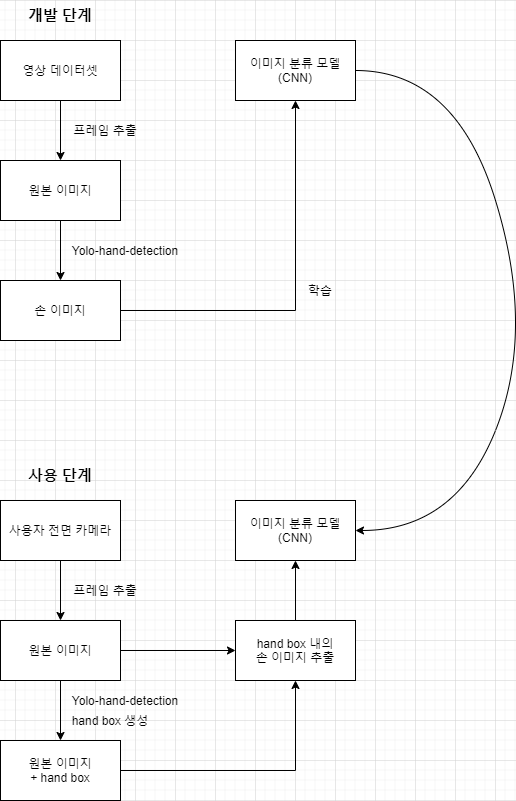 개발 단계
영상 데이터셋
이미지 분류 모델
(CNN)
프레임 추출
원본 이미지
Yolo-hand-detection
손 이미지
학습
사용 단계
사용자 전면 카메라
이미지 분류 모델
(CNN)
프레임 추출
원본 이미지
hand box 내의
손 이미지 추출
Yolo-hand-detection
hand box 생성
원본 이미지
+ hand box